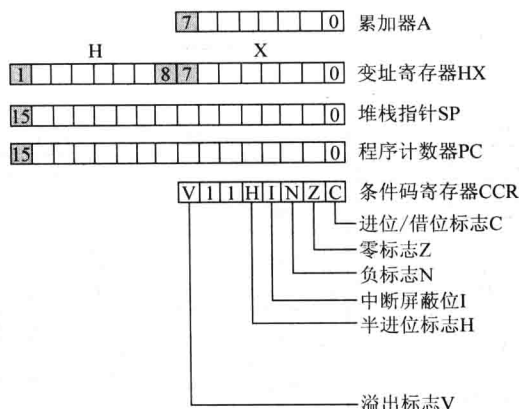 7 0 累加器A
H X
1 8 7 0 变址寄存器HX
15 0 堆栈指针SP
15 0 程序计数器PC
V 1 1 H I N Z C 条件码寄存器CCR
进位/借位标志C
零标志Z
负标志N
中断屏蔽位I
半进位标志H
溢出标志V